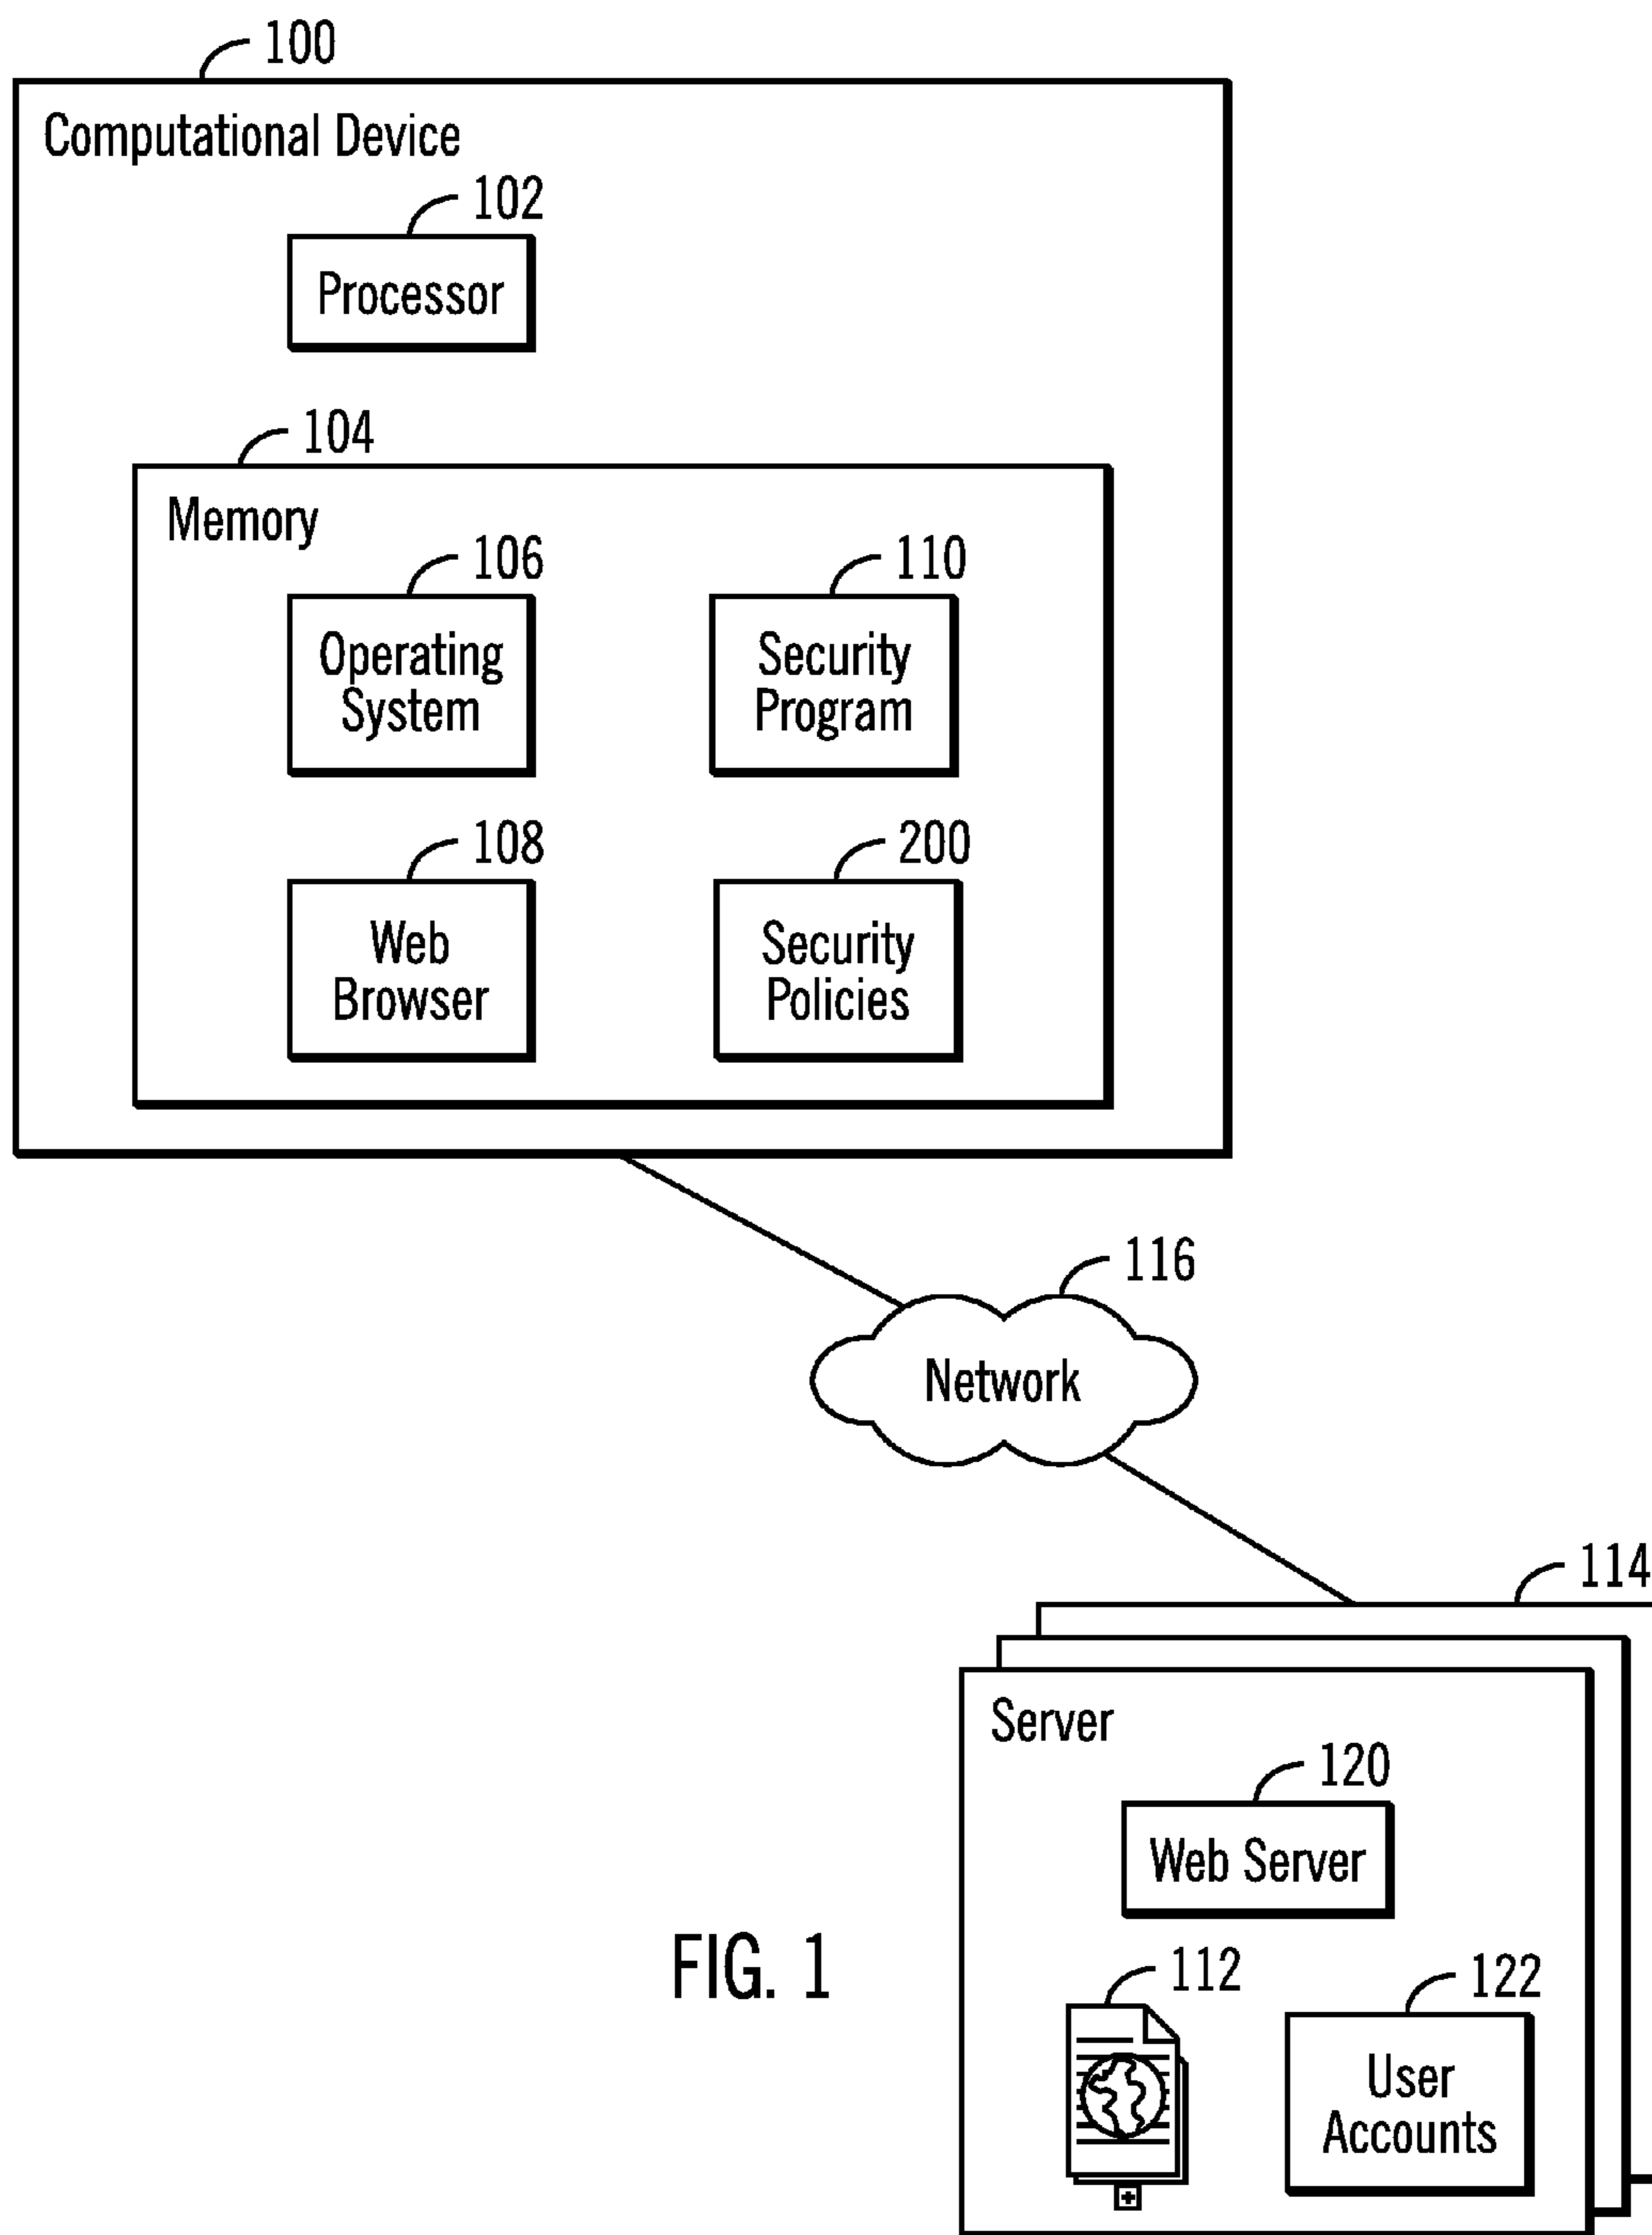 100
Computational Device
102
Processor
104
Memory
106
Operating
System
110
Security
Program
108
Web
Browser
200
Security
Policies
116
Network
114
Server
120
Web Server
112
122
User
Accounts
FIG. 1